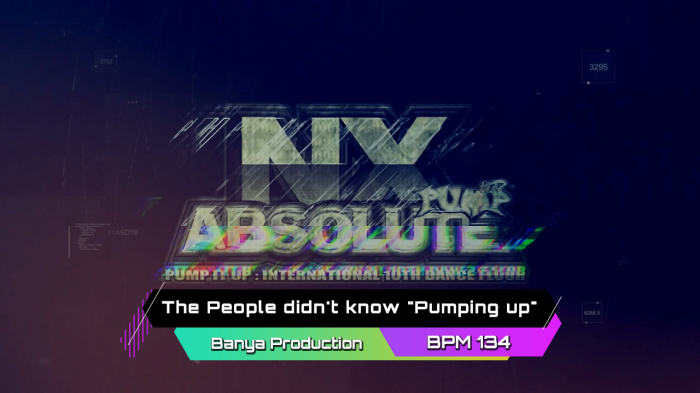 3295
NX
PUMP
ABSOLUTE
PUMP IT UP : INTERNATIONAL 10TH DANCE FLOOR
The People didn't know "Pumping up"
Banya Production
BPM 134